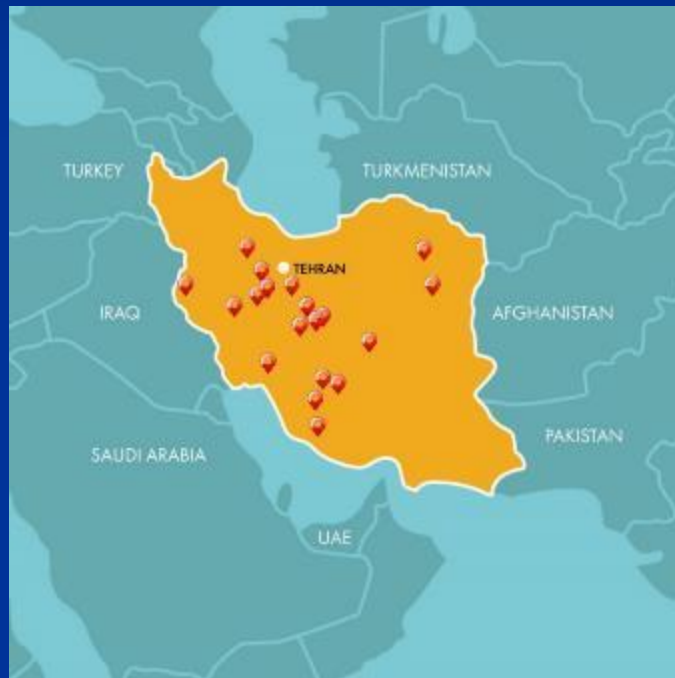 TURKEY
TURKMENISTAN
TEHRAN
IRAQ
AFGHANISTAN
SAUDI ARABIA
PAKISTAN
UAE